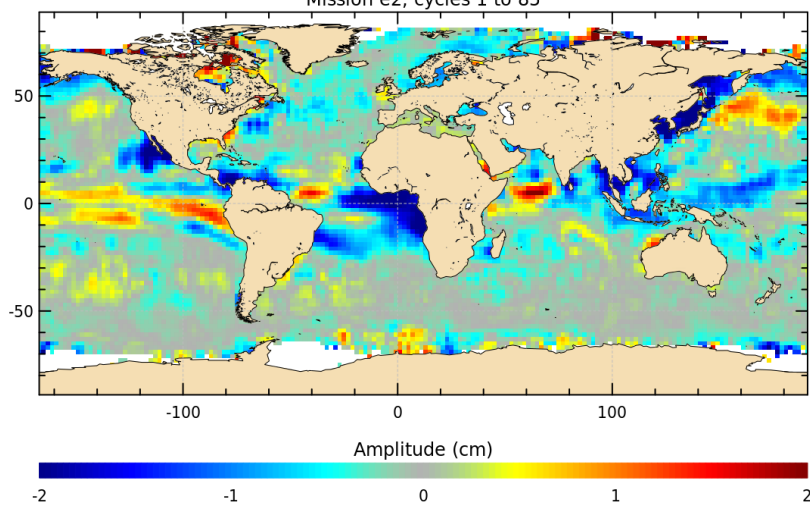 Mission e2, cycles 1 to 85
50
0
-50
-100 0 100
Amplitude (cm)
-2 -1 0 1 2